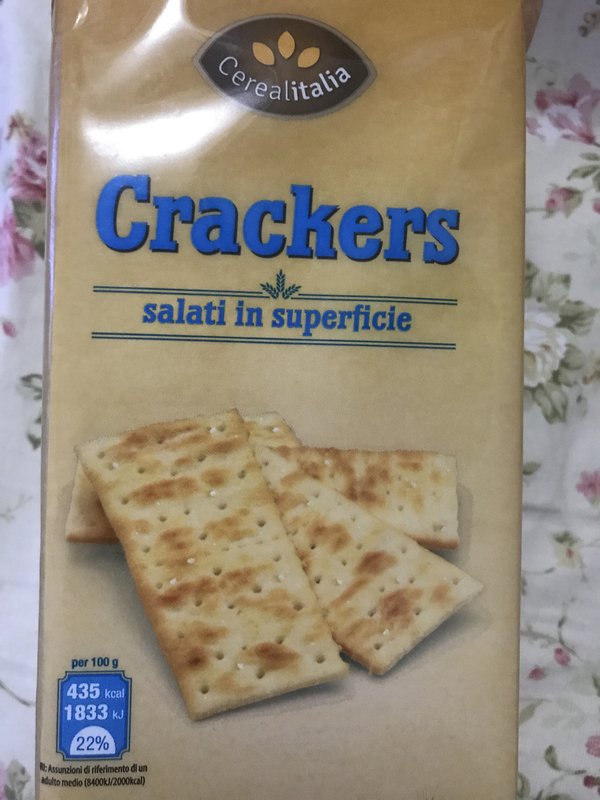 Cerealitalia
Crackers
salati in superficie
per 100 g
435 kcal
1833 kJ
22%
RI: Assunzioni di riferimento di un
adulto medio (8400kJ/2000kcal)